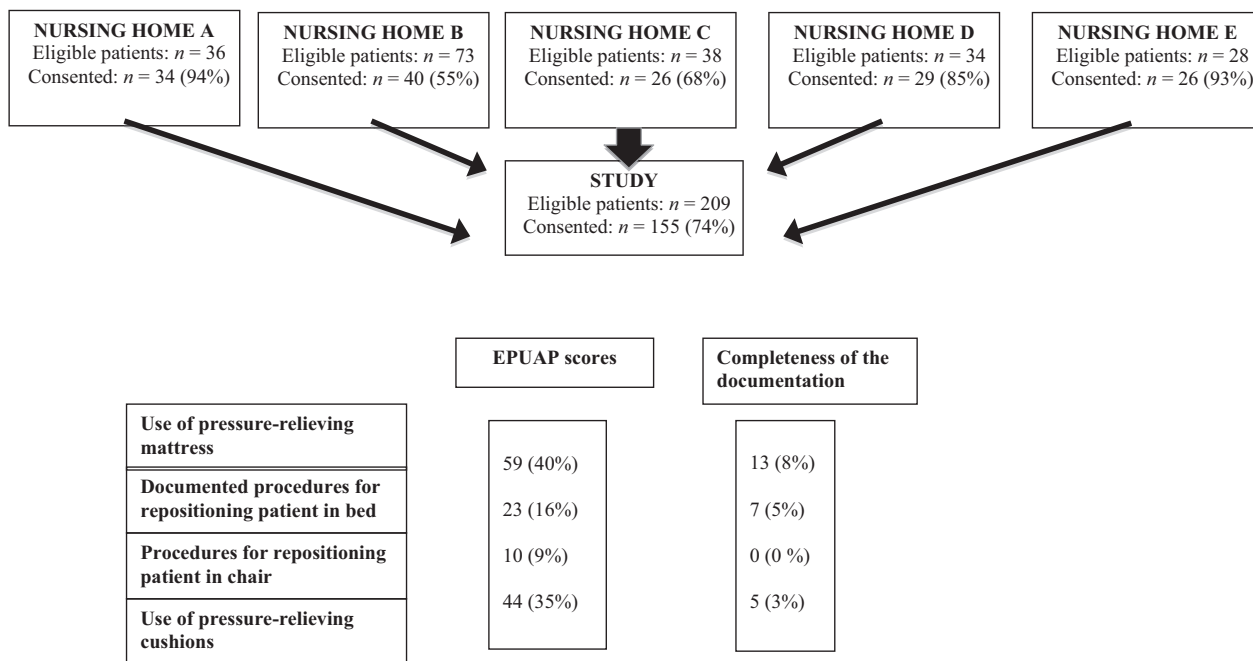 NURSING HOME A
Eligible patients: n = 36
Consented: n = 34 (94%)
NURSING HOME B
Eligible patients: n = 73
Consented: n = 40 (55%)
NURSING HOME C
Eligible patients: n = 38
Consented: n = 26 (68%)
NURSING HOME D
Eligible patients: n = 34
Consented: n = 29 (85%)
NURSING HOME E
Eligible patients: n = 28
Consented: n = 26 (93%)
STUDY
Eligible patients: n = 209
Consented: n = 155 (74%)
EPUAP scores
Completeness of the
documentation
Use of pressure-relieving
mattress
59 (40%)
13 (8%)
Documented procedures for
repositioning patient in bed
23 (16%)
7 (5%)
Procedures for repositioning
patient in chair
10 (9%)
0 (0 %)
Use of pressure-relieving
cushions
44 (35%)
5 (3%)